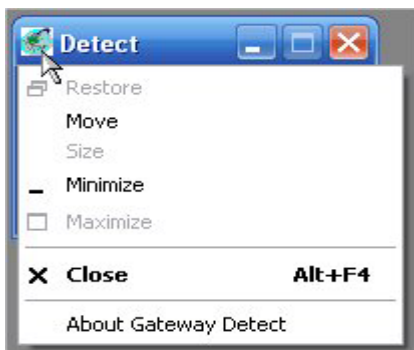 Detect
Restore
Move
Size
Minimize
Maximize
Close Alt+F4
About Gateway Detect